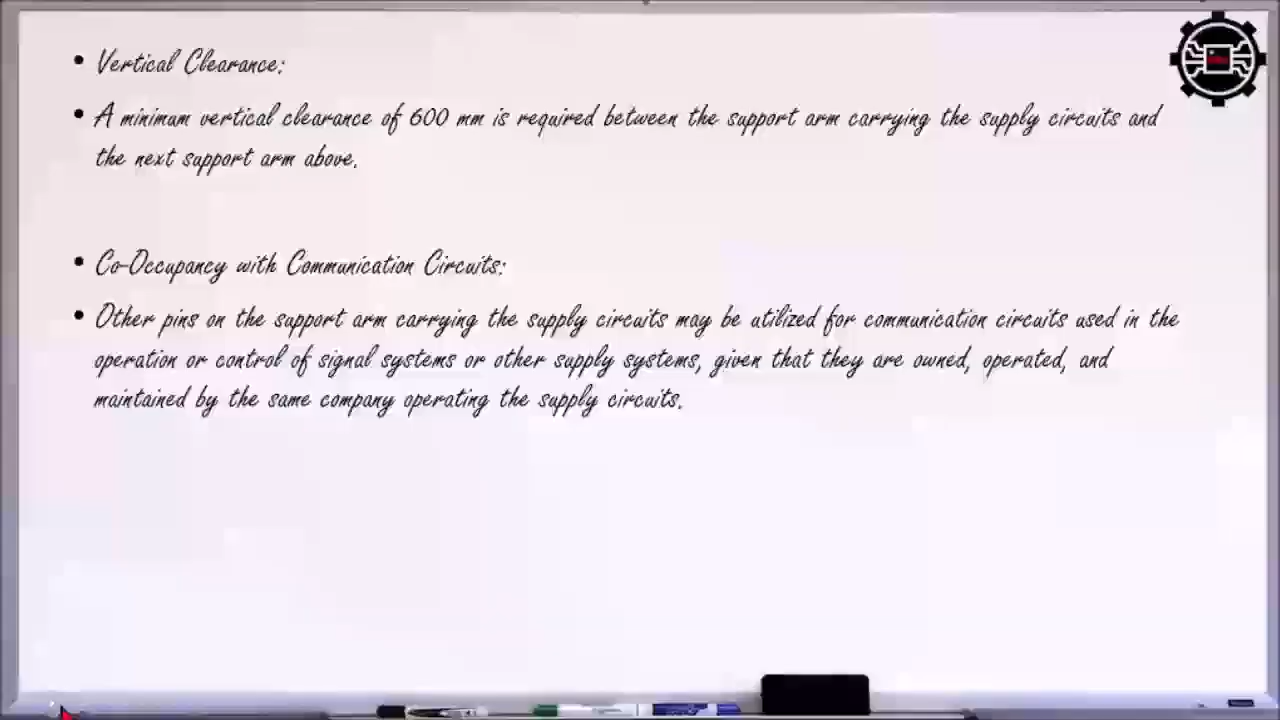 • Vertical Clearance:
• A minimum vertical clearance of 600 mm is required between the support arm carrying the supply circuits and
the next support arm above.
• Co-Occupancy with Communication Circuits:
• Other pins on the support arm carrying the supply circuits may be utilized for communication circuits used in the
operation or control of signal systems or other supply systems, given that they are owned, operated, and
maintained by the same company operating the supply circuits.